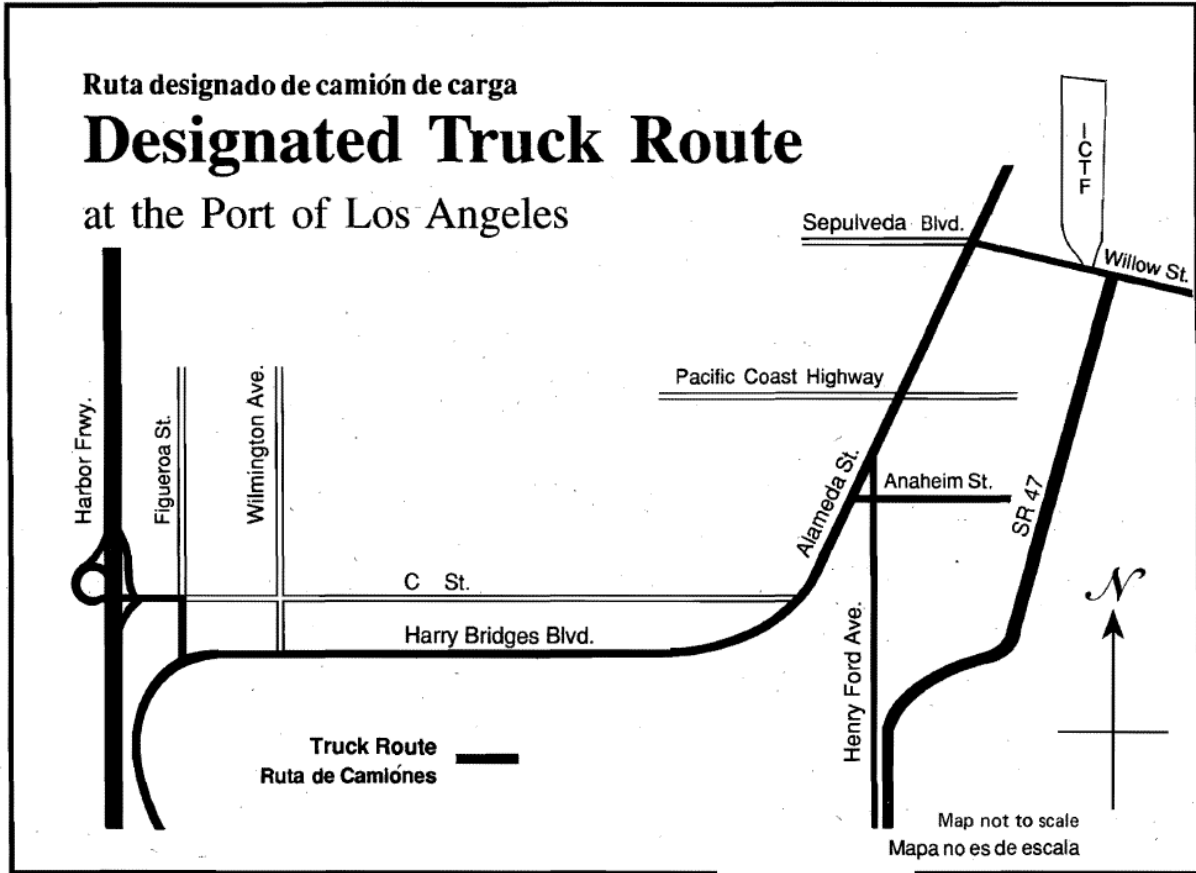 Ruta designado de camión de carga
Designated Truck Route
at the Port of Los Angeles
ICTF
Sepulveda Blvd.
Willow St.
Pacific Coast Highway
Harbor Frwy.
Figueroa St.
Wilmington Ave.
Alameda St.
Anaheim St.
SR 47
C St.
Harry Bridges Blvd.
Henry Ford Ave.
N
Truck Route
Ruta de Camiónes
Map not to scale
Mapa no es de escala